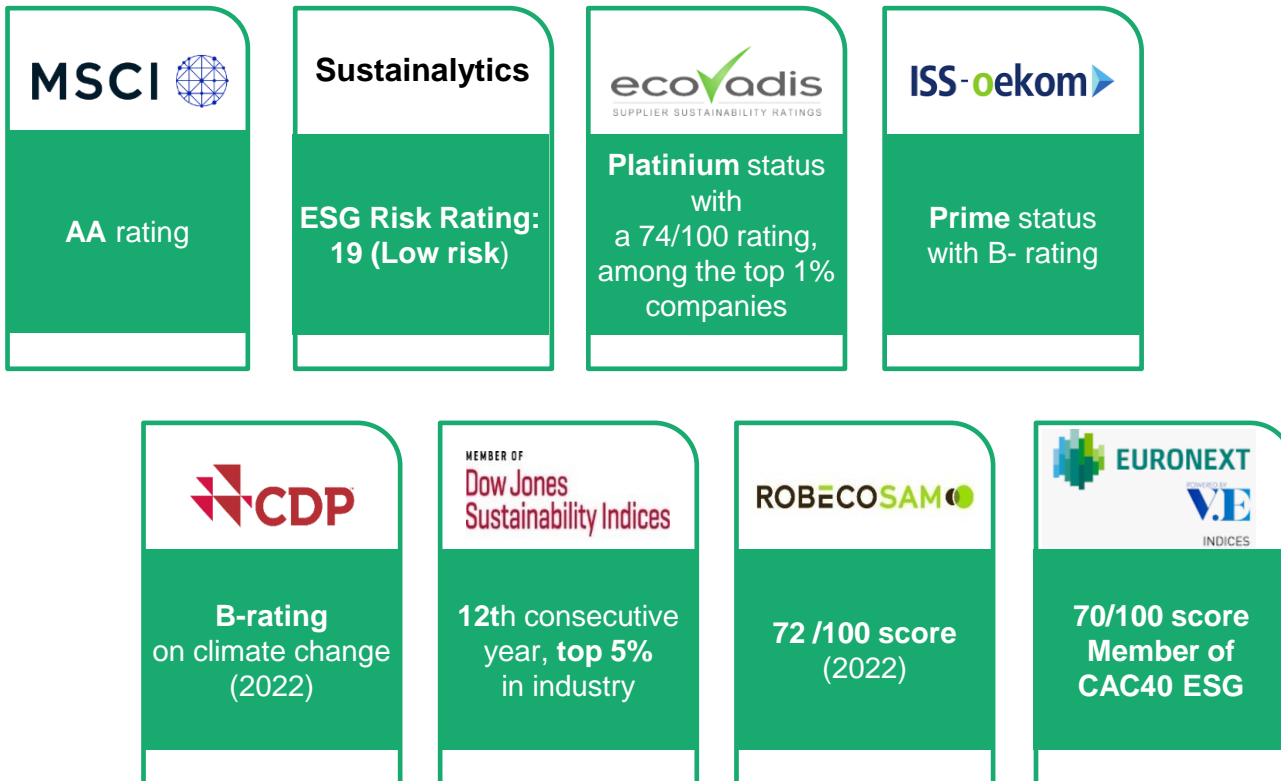 MSCI
AA rating
Sustainalytics
ESG Risk Rating:
19 (Low risk)
ecovadis
SUPPLIER SUSTAINABILITY RATINGS
Platinium status
with
a 74/100 rating,
among the top 1%
companies
ISS-oekom
Prime status
with B- rating
CDP
B-rating
on climate change
(2022)
MEMBER OF
Dow Jones
Sustainability Indices
12th consecutive
year, top 5%
in industry
ROBECOSAM
72 /100 score
(2022)
EURONEXT
POWERED BY
V.E
INDICES
70/100 score
Member of
CAC40 ESG